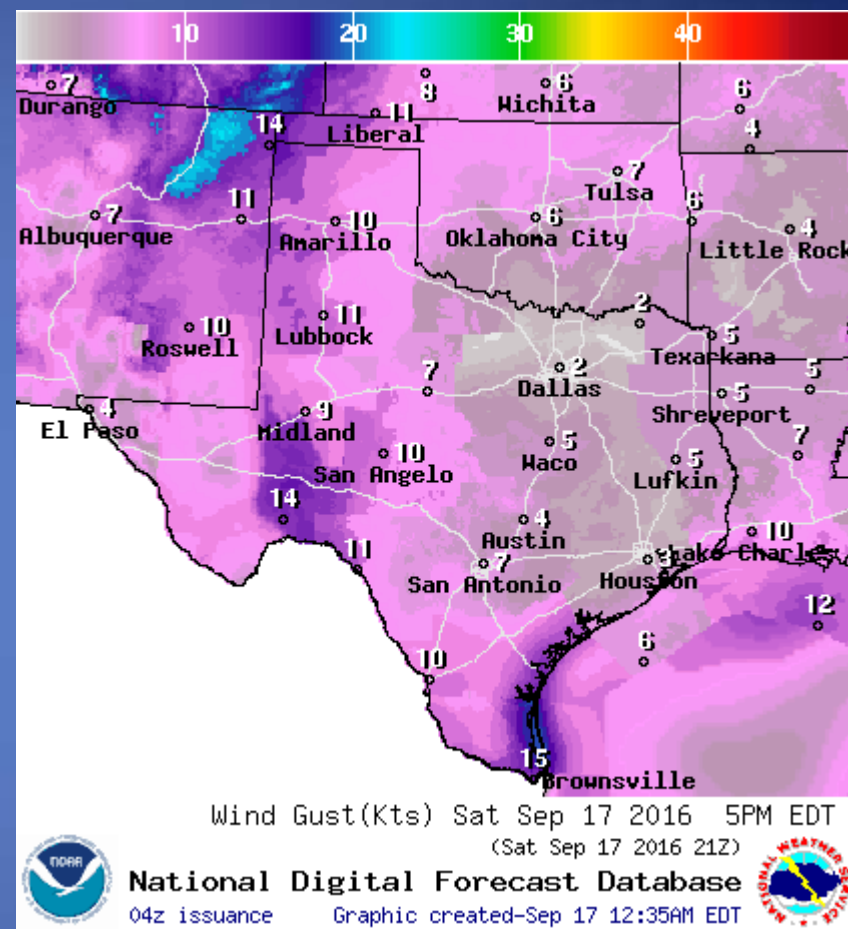 10 20 30 40
7 8 6 6
Durango 11 Wichita
14 Liberal 4
7
Tulsa
7 11 10 6 6 4
Albuquerque Amarillo Oklahoma City Little Rock
10 11 2 5
Roswell Lubbock Texarkana
7 2 5 5
Dallas
4 9 Shreveport
El Paso Midland
10 5 5 7
San Angelo Waco Lufkin
14 4 10
Austin Lake Charles
11 7 3
San Antonio Houston
12
6
10
15
Brownsville
Wind Gust(Kts) Sat Sep 17 2016 5PM EDT
(Sat Sep 17 2016 21Z)
National Digital Forecast Database
04z issuance Graphic created-Sep 17 12:35AM EDT
NOAA
NATIONAL WEATHER SERVICE